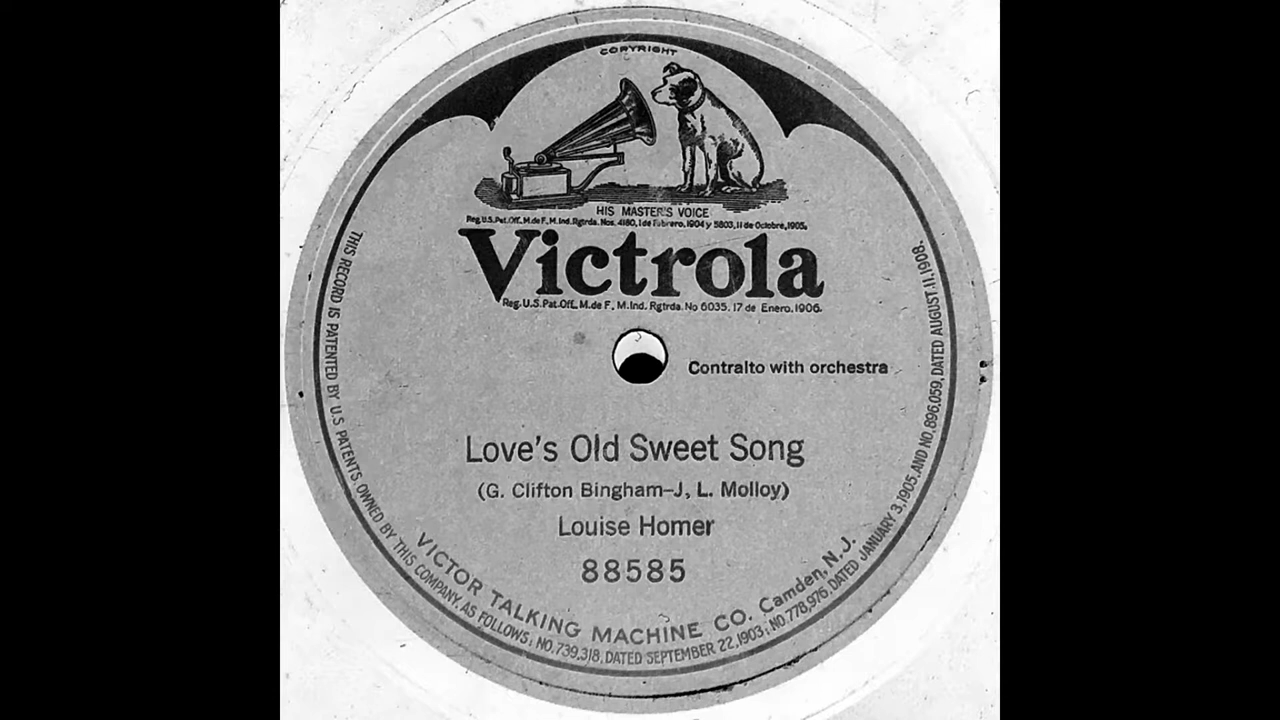 COPYRIGHT
HIS MASTER'S VOICE
Reg.U.S.Pat.Off. M.de F. M.Ind. Rgtrda. Nos. 4160, 1 de Febrero, 1904 y 5803, 11 de Octobre, 1905.
Victrola
Reg. U.S. Pat. Off. M. de F. M.Ind. Rgtrda. No 6035. 17 de Enero. 1906.
Contralto with orchestra
Love's Old Sweet Song
(G. Clifton Bingham–J. L. Molloy)
Louise Homer
88585
VICTOR TALKING MACHINE CO. Camden, N.J.
THIS RECORD IS PATENTED BY U.S PATENTS, OWNED BY THIS COMPANY, AS FOLLOWS: NO.739,318, DATED SEPTEMBER 22,1903; NO.778,976, DATED JANUARY 3,1905, AND NO.896,059, DATED AUGUST 11, 1908.